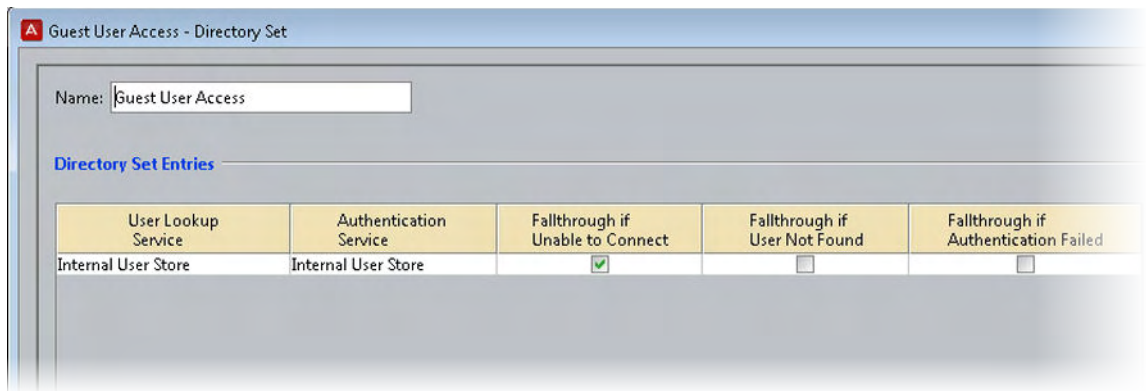 A Guest User Access - Directory Set
Name: Guest User Access
Directory Set Entries
User Lookup Service Authentication Service Fallthrough if Unable to Connect Fallthrough if User Not Found Fallthrough if Authentication Failed
Internal User Store Internal User Store